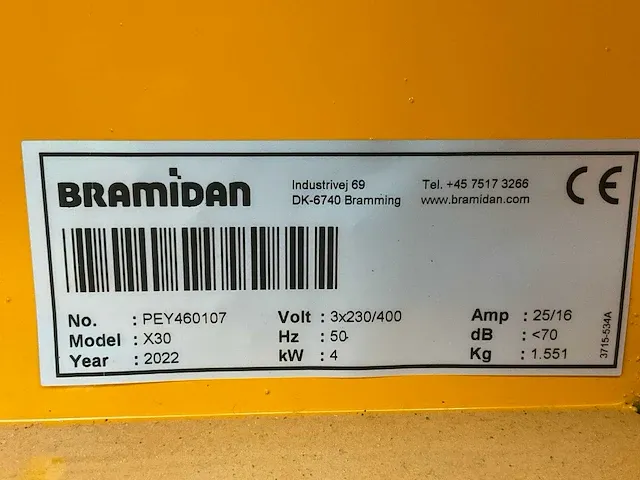 BRAMIDAN
Industrivej 69
DK-6740 Bramming
Tel. +45 7517 3266
www.bramidan.com
CE
No. : PEY460107
Model : X30
Year : 2022
Volt : 3x230/400
Hz : 50
kW : 4
Amp : 25/16
dB : <70
Kg : 1.551
3715-534A